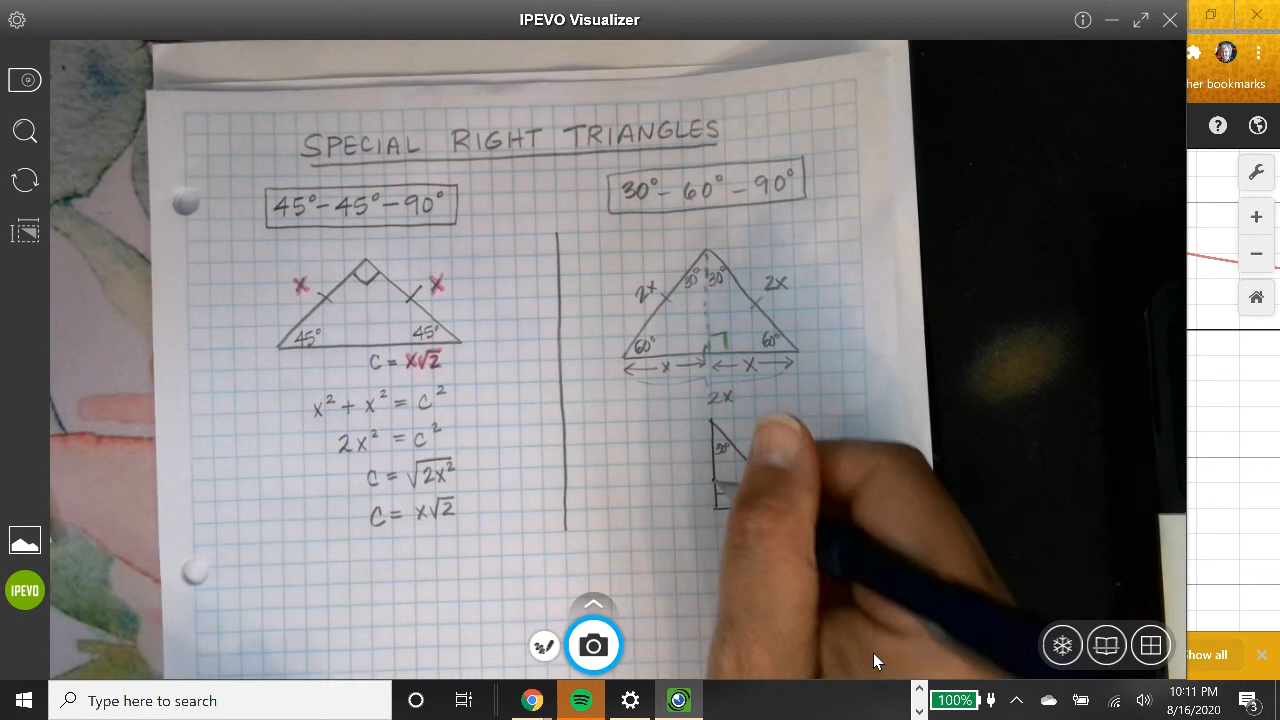 IPEVO Visualizer
her bookmarks
SPECIAL RIGHT TRIANGLES
45°-45°-90°
30°-60°-90°
x
x
45°
45°
c = x√2
x² + x² = c²
2x² = c²
c = √2x²
c = x√2
30°
30°
2x
2x
60°
60°
x
x
2x
30°
IPEVO
Show all
Type here to search
100%
10:11 PM
8/16/2020
3